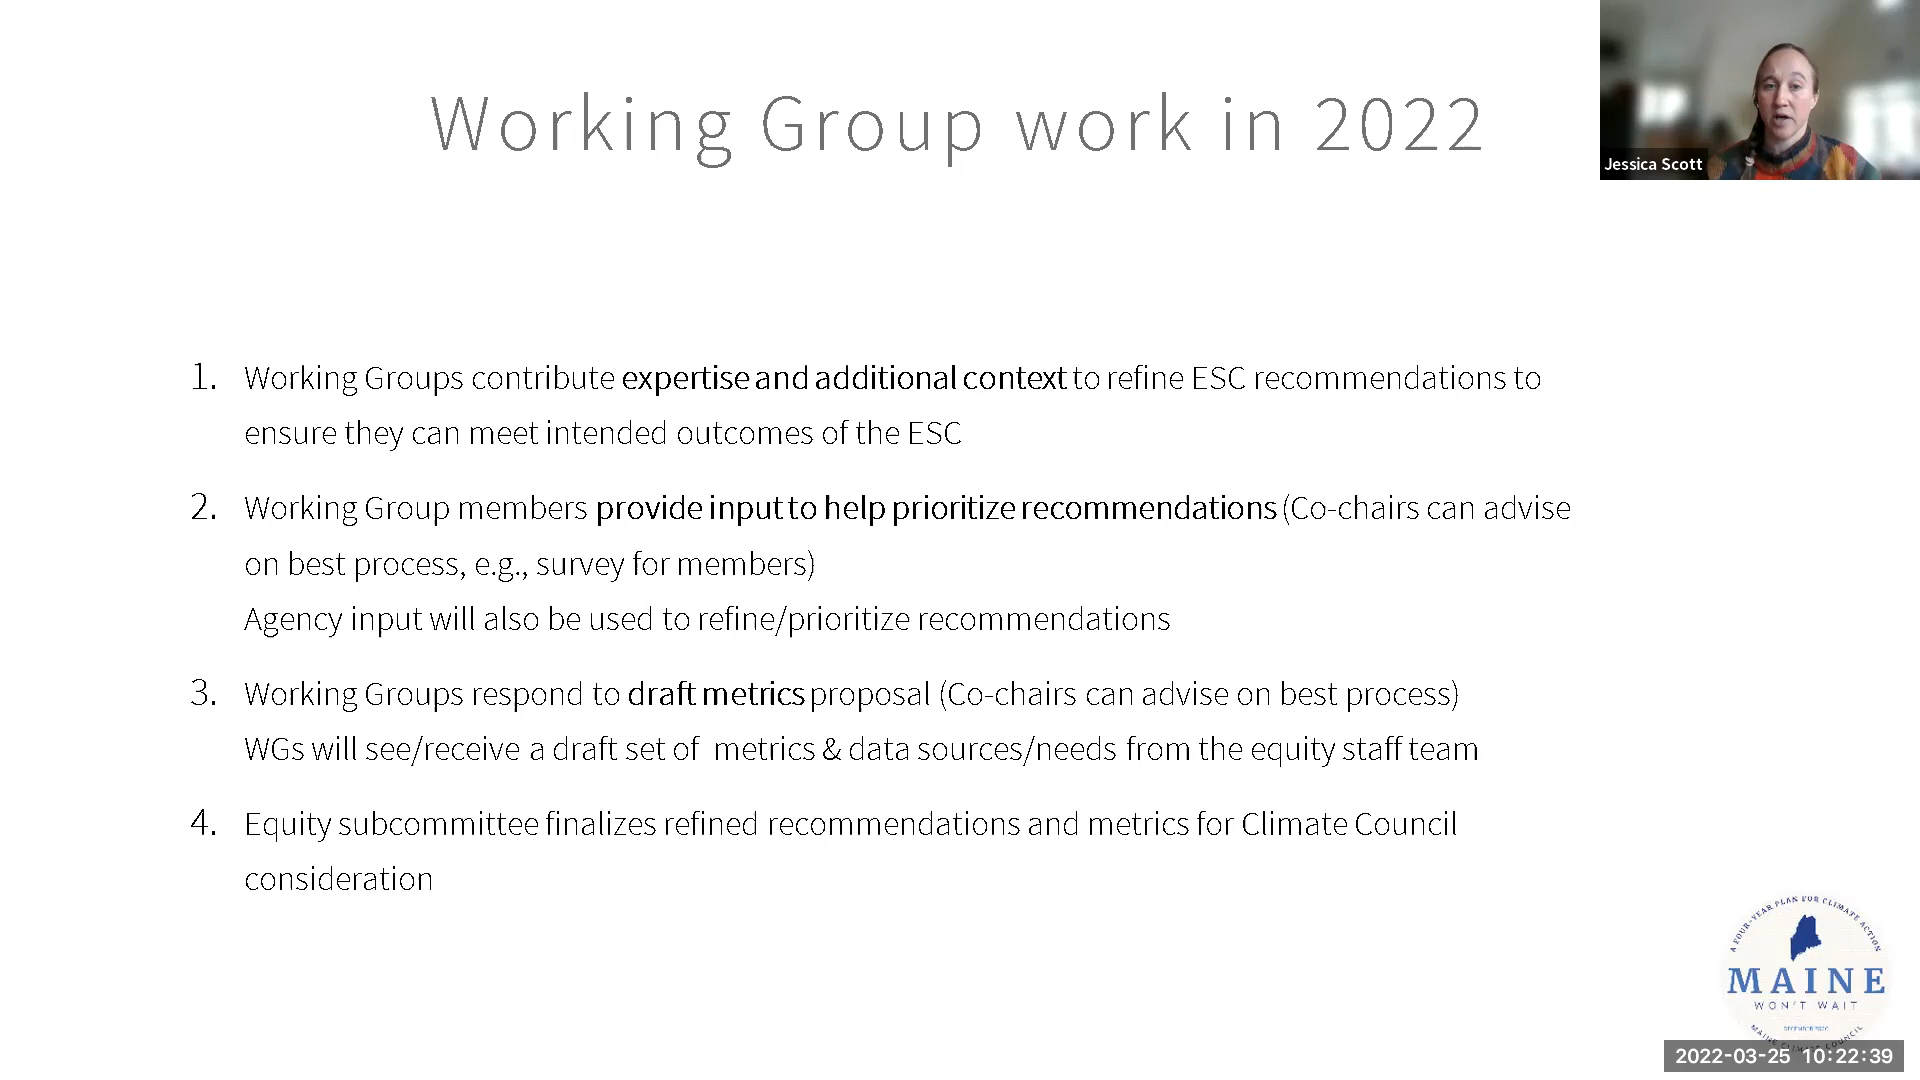 Working Group work in 2022
Jessica Scott
1. Working Groups contribute expertise and additional context to refine ESC recommendations to
ensure they can meet intended outcomes of the ESC
2. Working Group members provide input to help prioritize recommendations (Co-chairs can advise
on best process, e.g., survey for members)
Agency input will also be used to refine/prioritize recommendations
3. Working Groups respond to draft metrics proposal (Co-chairs can advise on best process)
WGs will see/receive a draft set of metrics & data sources/needs from the equity staff team
4. Equity subcommittee finalizes refined recommendations and metrics for Climate Council
consideration
A FOUR-YEAR PLAN FOR CLIMATE ACTION
MAINE
WON'T WAIT
DECEMBER 2020
MAINE CLIMATE COUNCIL
2022-03-25 10:22:39